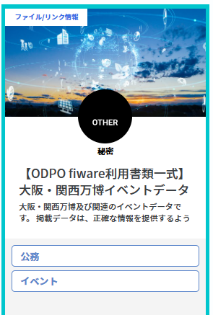 ファイル/リンク情報
OTHER
秘密
【ODPO fiware利用書類一式】
大阪・関西万博イベントデータ
大阪・関西万博及び関連のイベントデータで
す。 掲載データは、正確な情報を提供するよう
公務
イベント